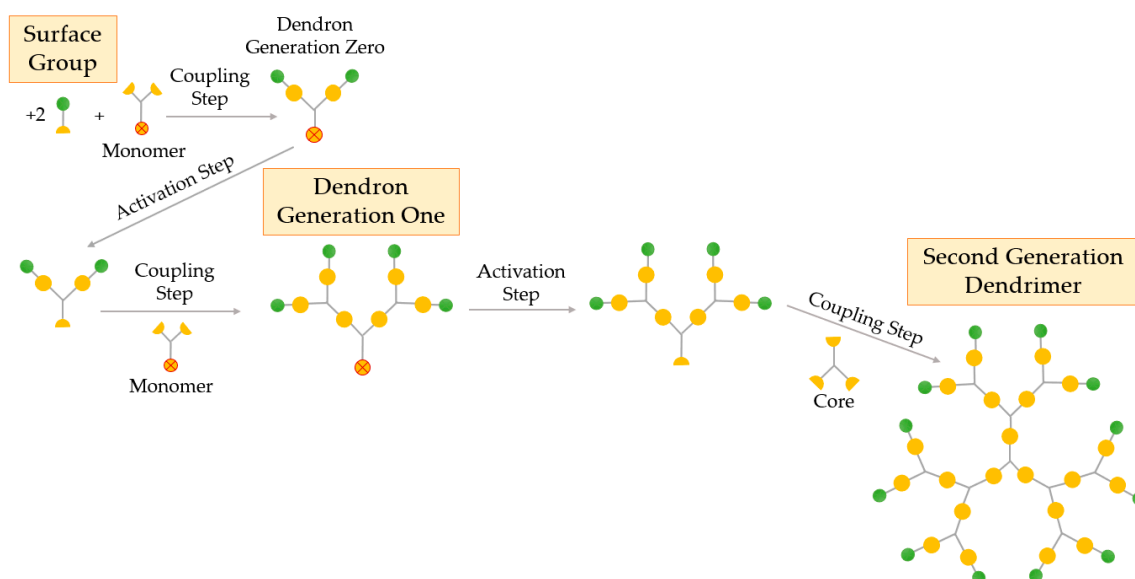 Surface
Group
+2
+
Monomer
Coupling
Step
Dendron
Generation Zero
Activation Step
Coupling
Step
Monomer
Dendron
Generation One
Activation
Step
Coupling Step
Core
Second Generation
Dendrimer